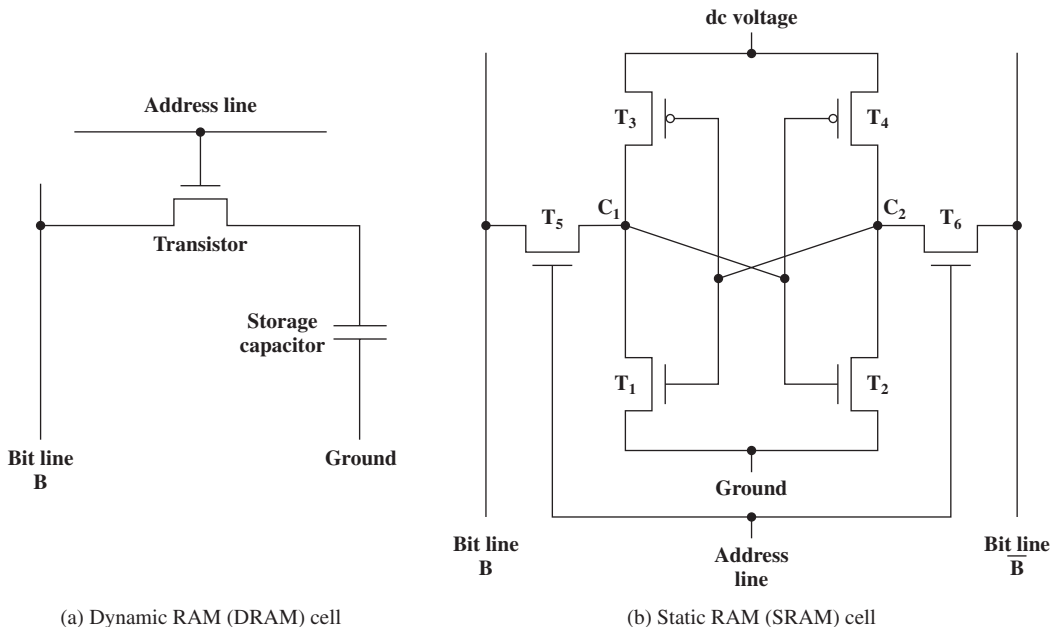 Address line
Transistor
Storage
capacitor
Bit line
B
Ground
(a) Dynamic RAM (DRAM) cell
dc voltage
T3
T4
T5
C1
C2
T6
T1
T2
Ground
Bit line
B
Address
line
Bit line
B̅
(b) Static RAM (SRAM) cell